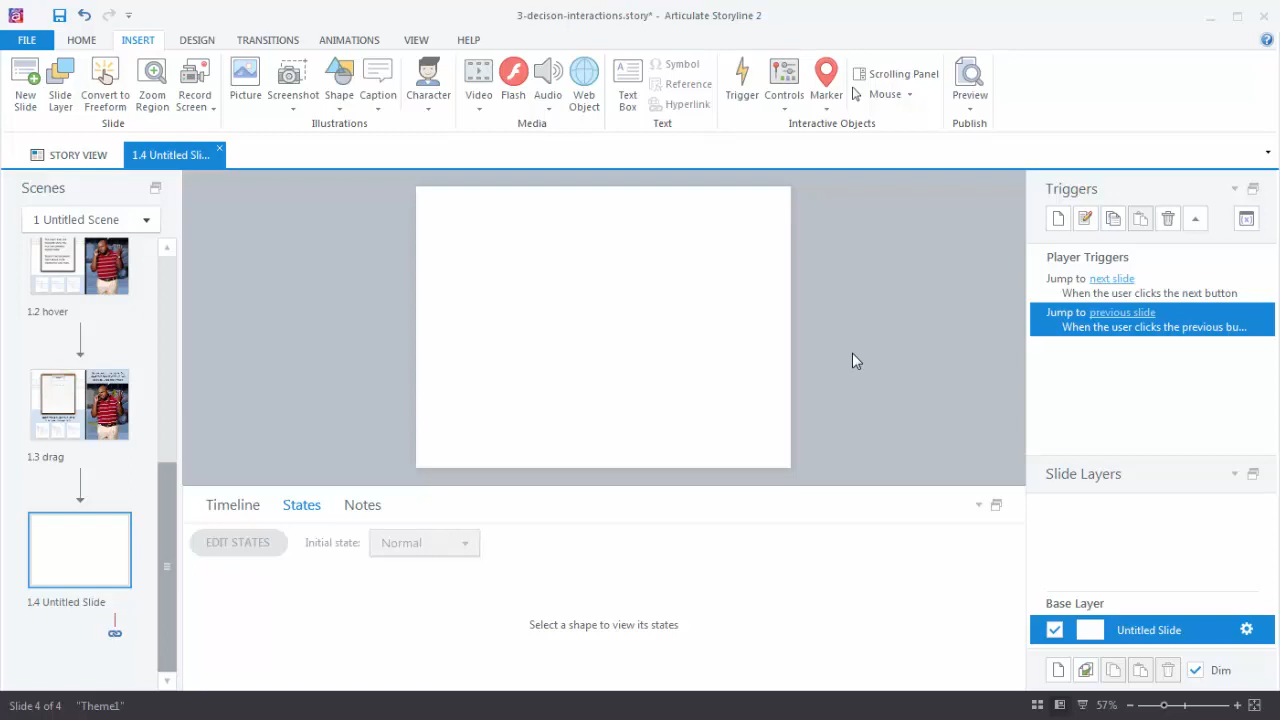 3-decison-interactions.story* - Articulate Storyline 2
FILE HOME INSERT DESIGN TRANSITIONS ANIMATIONS VIEW HELP
New Slide
Slide Layer
Convert to Freeform
Zoom Region
Record Screen
Slide
Picture
Screenshot
Shape
Caption
Character
Illustrations
Video
Flash
Audio
Web Object
Media
Text Box
Symbol
Reference
Hyperlink
Text
Trigger
Controls
Marker
Scrolling Panel
Mouse
Interactive Objects
Preview
Publish
STORY VIEW
1.4 Untitled Sli...
Scenes
1 Untitled Scene
1.2 hover
1.3 drag
1.4 Untitled Slide
Timeline States Notes
EDIT STATES Initial state: Normal
Select a shape to view its states
Triggers
Player Triggers
Jump to next slide
When the user clicks the next button
Jump to previous slide
When the user clicks the previous bu...
Slide Layers
Base Layer
Untitled Slide
Dim
Slide 4 of 4 "Theme1"
57%